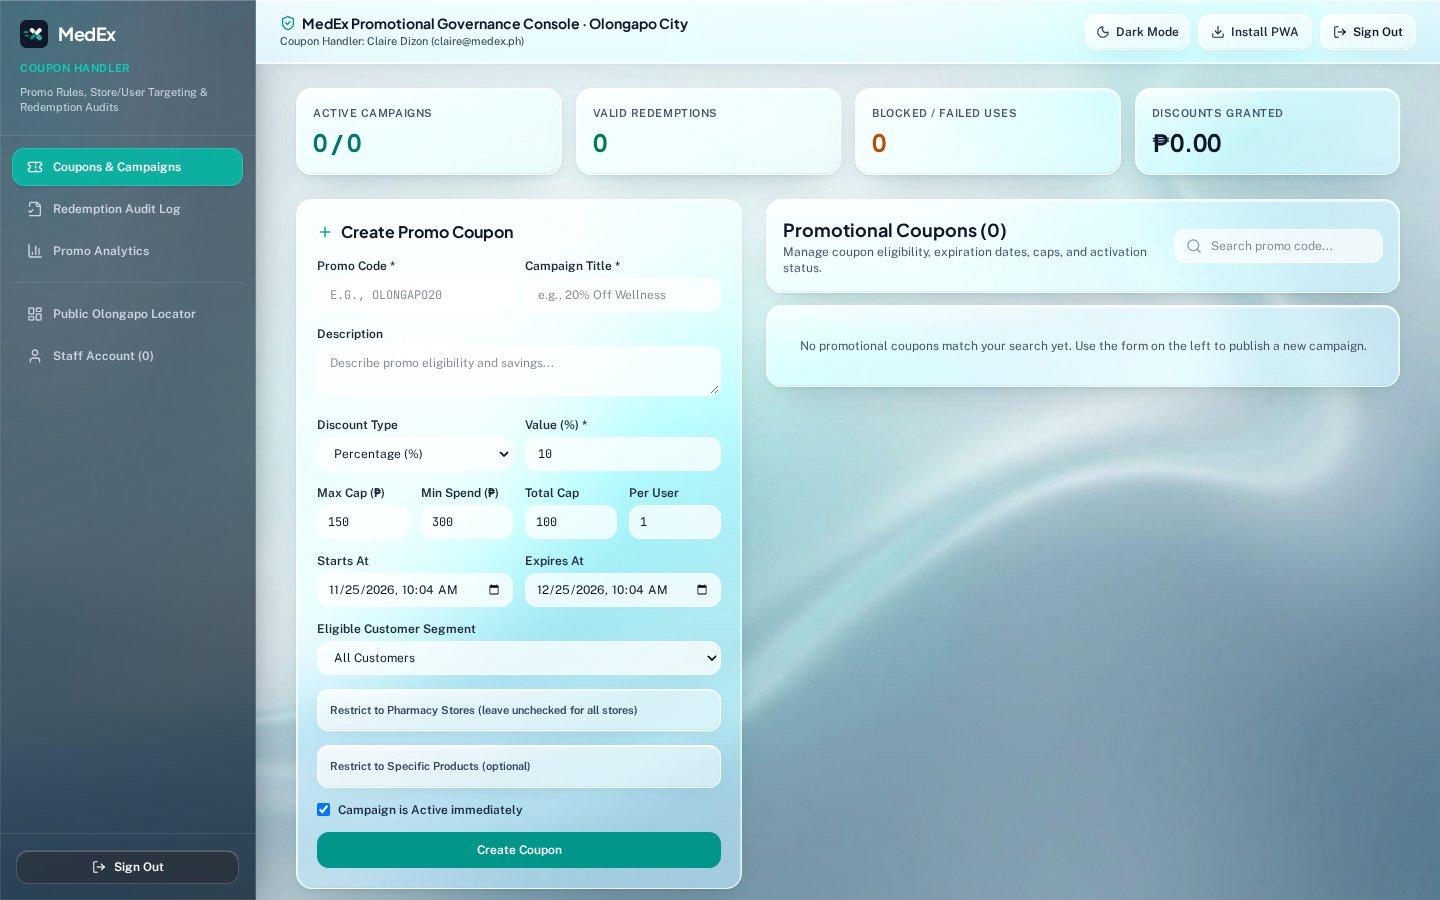 MedEx
COUPON HANDLER
Promo Rules, Store/User Targeting &
Redemption Audits
Coupons & Campaigns
Redemption Audit Log
Promo Analytics
Public Olongapo Locator
Staff Account (0)
Sign Out
MedEx Promotional Governance Console · Olongapo City
Coupon Handler: Claire Dizon (claire@medex.ph)
Dark Mode
Install PWA
Sign Out
ACTIVE CAMPAIGNS
0 / 0
VALID REDEMPTIONS
0
BLOCKED / FAILED USES
0
DISCOUNTS GRANTED
₱0.00
Create Promo Coupon
Promo Code *
Campaign Title *
E.G., OLONGAPO20
e.g., 20% Off Wellness
Description
Describe promo eligibility and savings...
Discount Type
Value (%) *
Percentage (%)
10
Max Cap (₱)
Min Spend (₱)
Total Cap
Per User
150
300
100
1
Starts At
Expires At
11/25/2026, 10:04 AM
12/25/2026, 10:04 AM
Eligible Customer Segment
All Customers
Restrict to Pharmacy Stores (leave unchecked for all stores)
Restrict to Specific Products (optional)
Campaign is Active immediately
Create Coupon
Promotional Coupons (0)
Manage coupon eligibility, expiration dates, caps, and activation
status.
Search promo code...
No promotional coupons match your search yet. Use the form on the left to publish a new campaign.